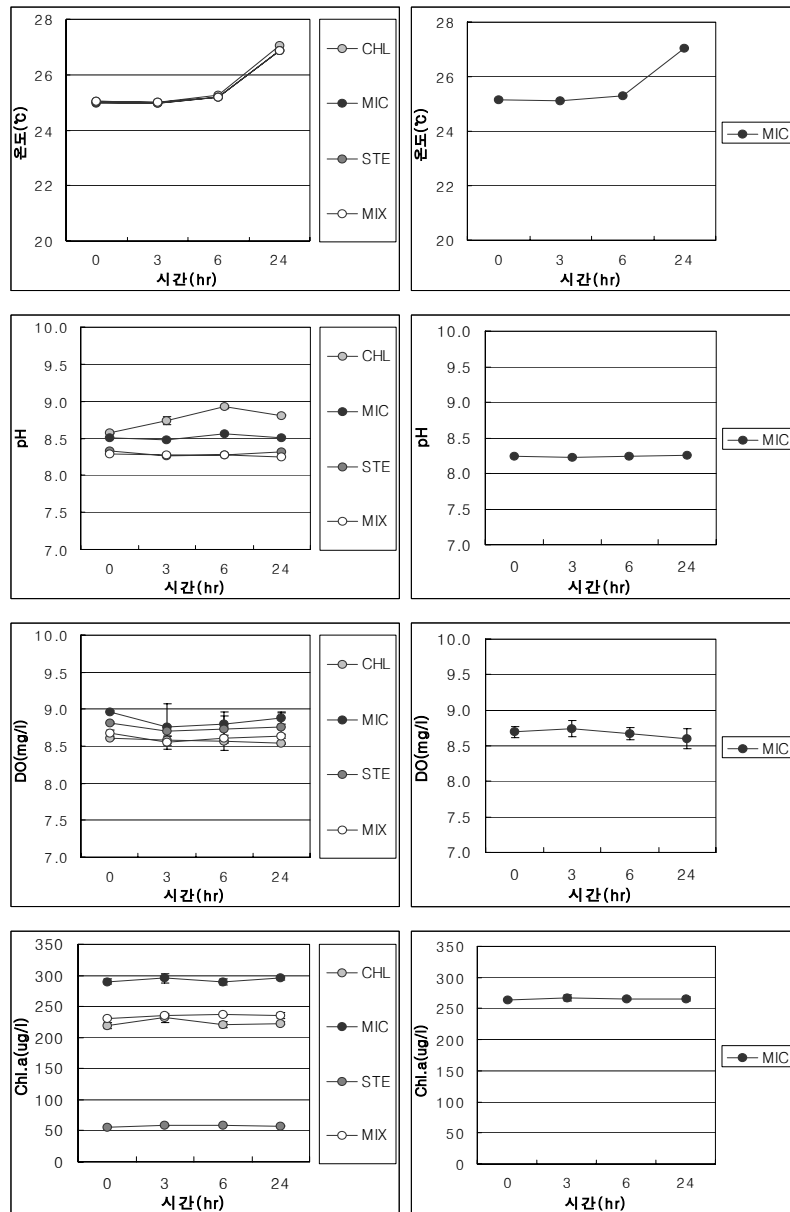 28
26
24
22
20
온도(℃)
0 3 6 24
시간(hr)
CHL
MIC
STE
MIX
28
26
24
22
20
온도(℃)
0 3 6 24
시간(hr)
MIC
10.0
9.5
9.0
8.5
8.0
7.5
7.0
pH
0 3 6 24
시간(hr)
CHL
MIC
STE
MIX
10.0
9.5
9.0
8.5
8.0
7.5
7.0
pH
0 3 6 24
시간(hr)
MIC
10.0
9.5
9.0
8.5
8.0
7.5
7.0
DO(mg/l)
0 3 6 24
시간(hr)
CHL
MIC
STE
MIX
10.0
9.5
9.0
8.5
8.0
7.5
7.0
DO(mg/l)
0 3 6 24
시간(hr)
MIC
350
300
250
200
150
100
50
0
Chl.a(ug/l)
0 3 6 24
시간(hr)
CHL
MIC
STE
MIX
350
300
250
200
150
100
50
0
Chl.a(ug/l)
0 3 6 24
시간(hr)
MIC